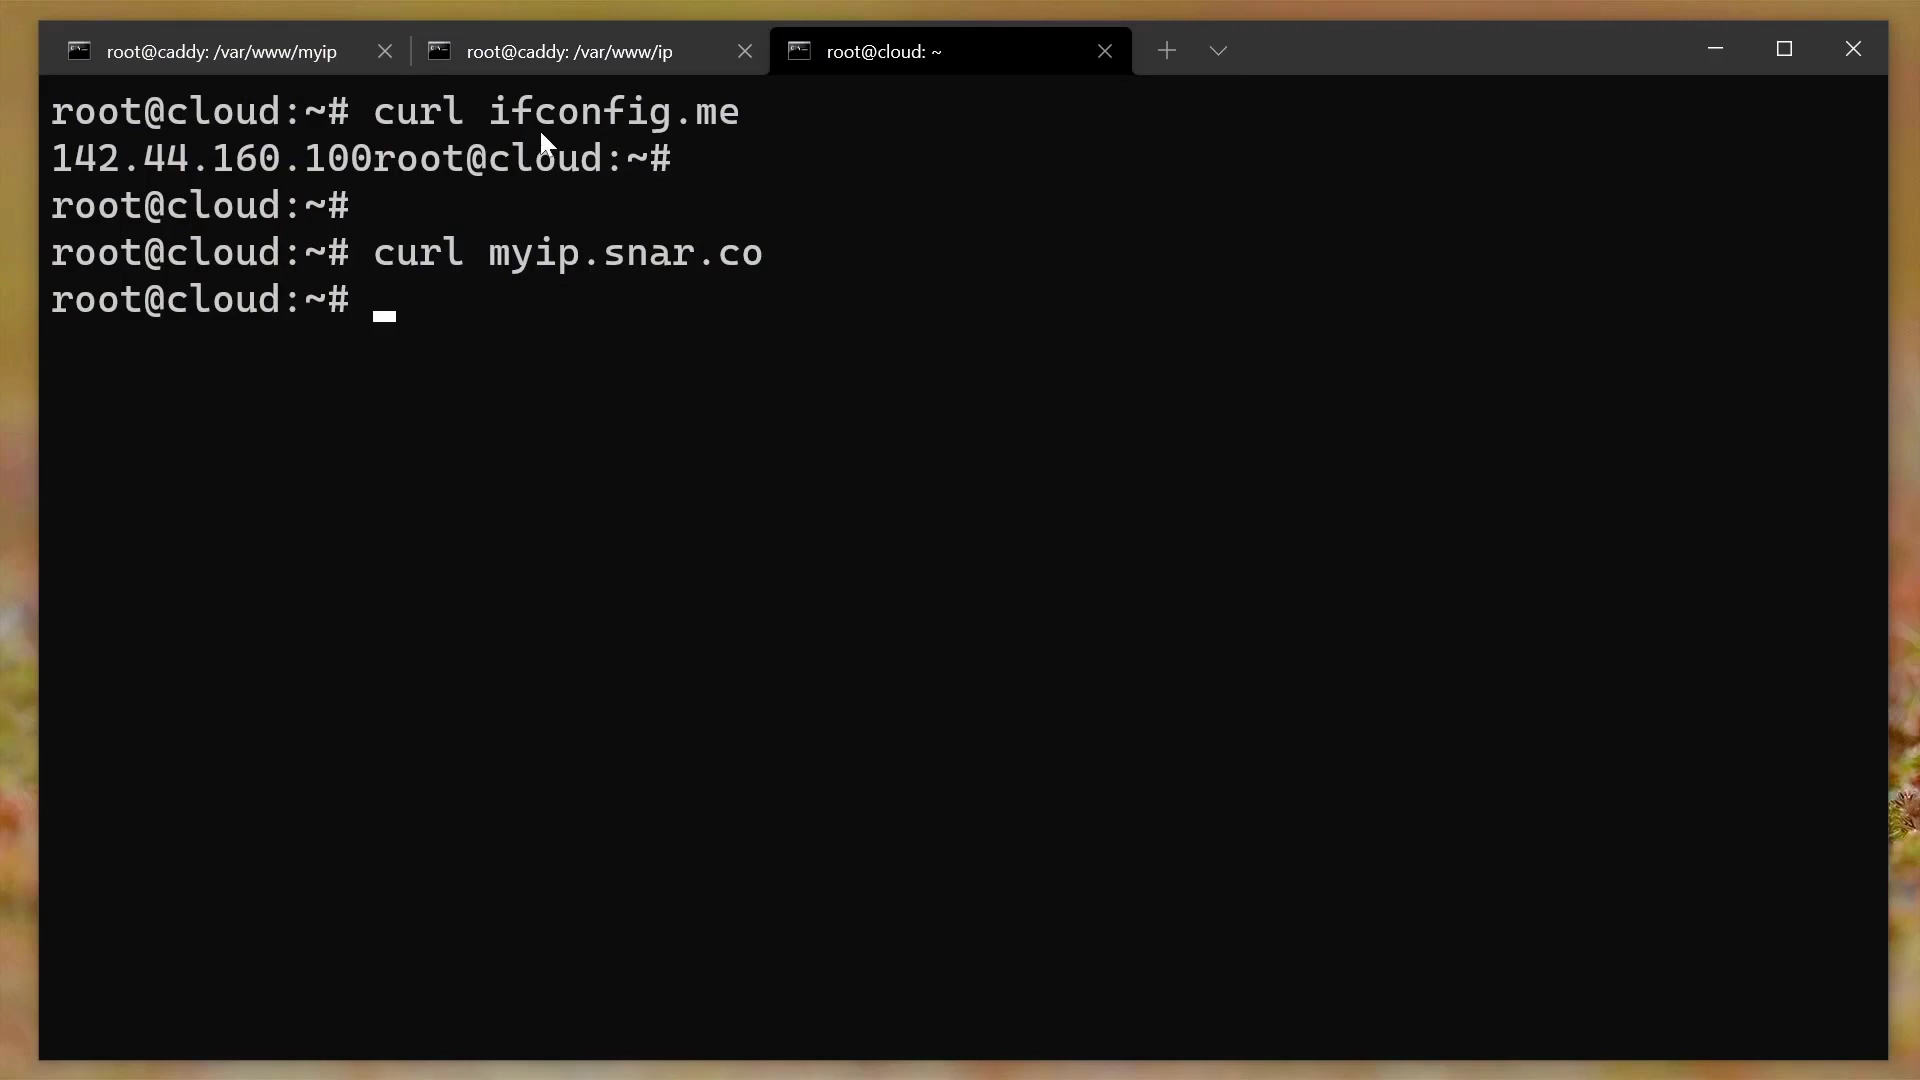 root@caddy: /var/www/myip root@caddy: /var/www/ip root@cloud: ~
root@cloud:~# curl ifconfig.me
142.44.160.100root@cloud:~#
root@cloud:~#
root@cloud:~# curl myip.snar.co
root@cloud:~#